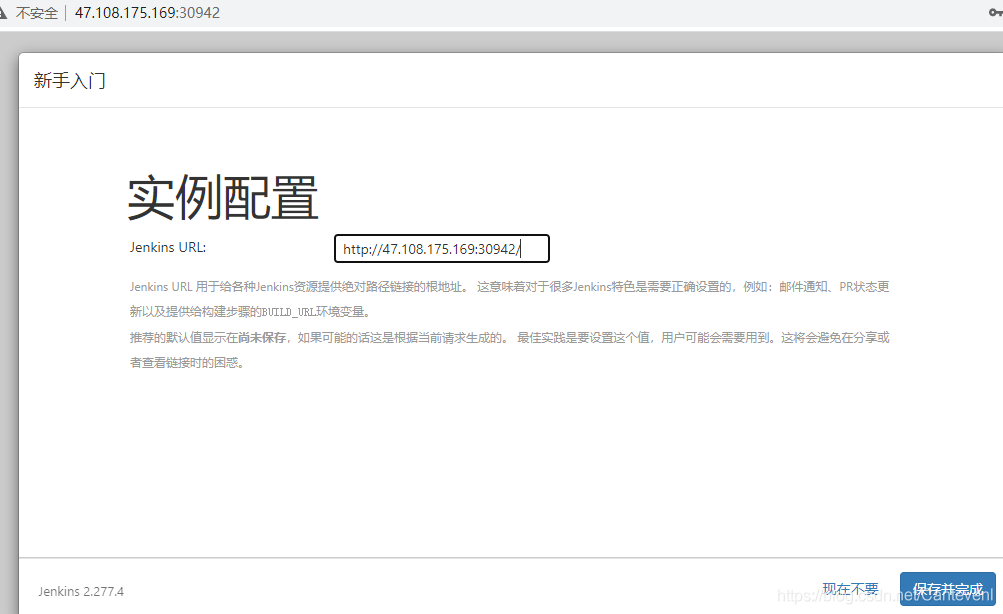 不安全 47.108.175.169:30942
新手入门
实例配置
Jenkins URL: http://47.108.175.169:30942/
Jenkins URL 用于给各种Jenkins资源提供绝对路径链接的根地址。 这意味着对于很多Jenkins特色是需要正确设置的，例如：邮件通知、PR状态更
新以及提供给构建步骤的BUILD_URL环境变量。
推荐的默认值显示在尚未保存，如果可能的话这是根据当前请求生成的。 最佳实践是要设置这个值，用户可能会需要用到。这将会避免在分享或
者查看链接时的困惑。
Jenkins 2.277.4 现在不要 保存并完成
https://blog.csdn.net/Cantevenl